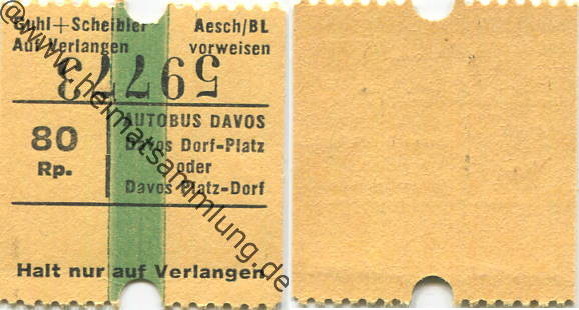 Guhl+Scheibler Aesch/BL
Auf Verlangen vorweisen
59773
80 Rp.
AUTOBUS DAVOS
Davos Dorf-Platz
oder
Davos Platz-Dorf
Halt nur auf Verlangen
@www.heimatsammlung.de